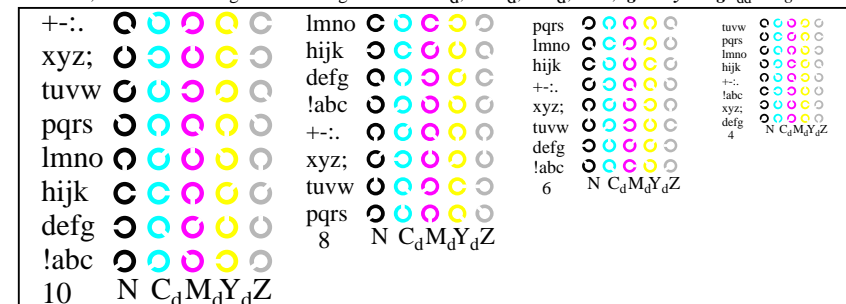 +-:.
xyz;
tuvw
pqrs
lmno
hijk
defg
!abc
10 N CdMdYdZ
lmno
hijk
defg
!abc
+-:.
xyz;
tuvw
pqrs
8 N CdMdYdZ
pqrs
lmno
hijk
+-:.
xyz;
tuvw
defg
!abc
6 N CdMdYdZ
tuvw
pqrs
lmno
hijk
+-:.
!abc
xyz;
defg
4 N CdMdYdZ